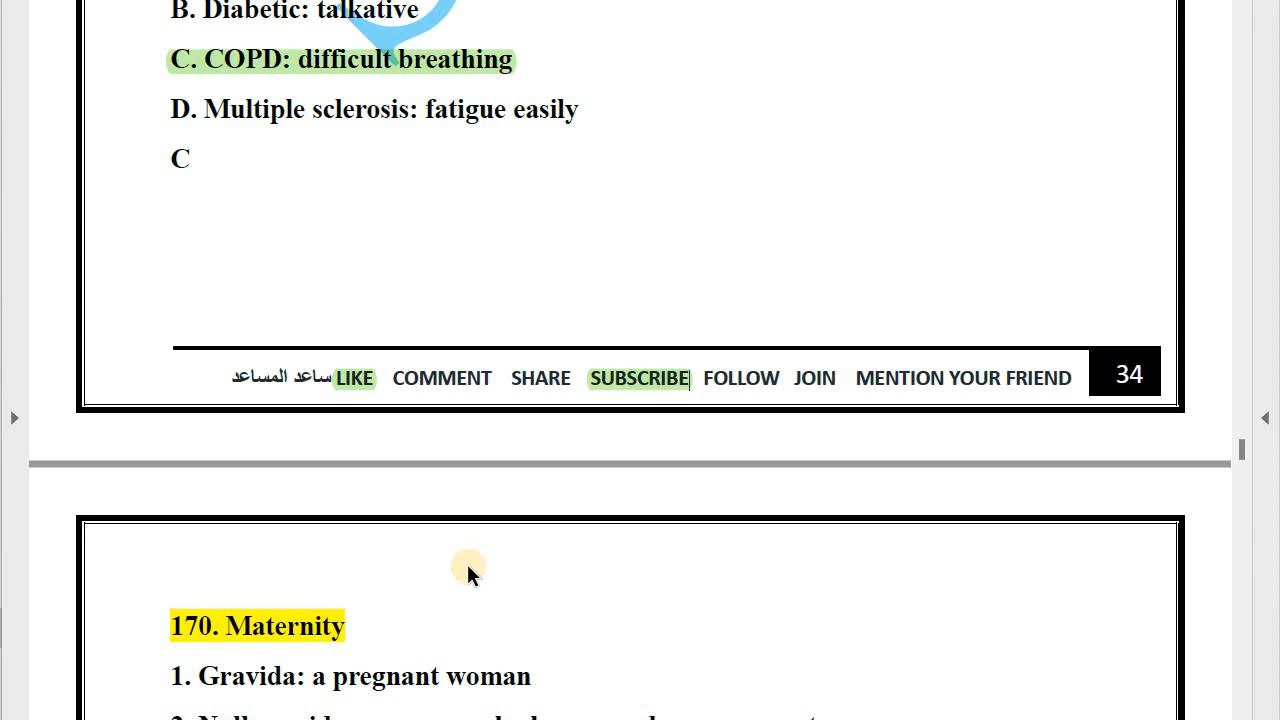 B. Diabetic: talkative
C. COPD: difficult breathing
D. Multiple sclerosis: fatigue easily
C
ساعد المساعد LIKE COMMENT SHARE SUBSCRIBE FOLLOW JOIN MENTION YOUR FRIEND 34
170. Maternity
1. Gravida: a pregnant woman